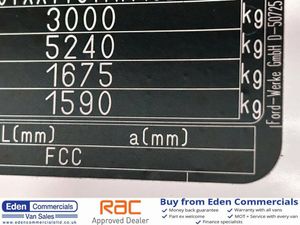 3000 kg
5240 kg
1675 kg
1590 kg
L(mm) a(mm)
FCC
Ford-Werke GmbH D-50725
Eden Commercials
Van Sales
www.edencommercialsltd.co.uk
RAC
Approved Dealer
Buy from Eden Commercials
✓ Money back guarantee ✓ Warranty with all vans
✓ Part ex welcome ✓ MOT + Service with every van
✓ Finance specialists